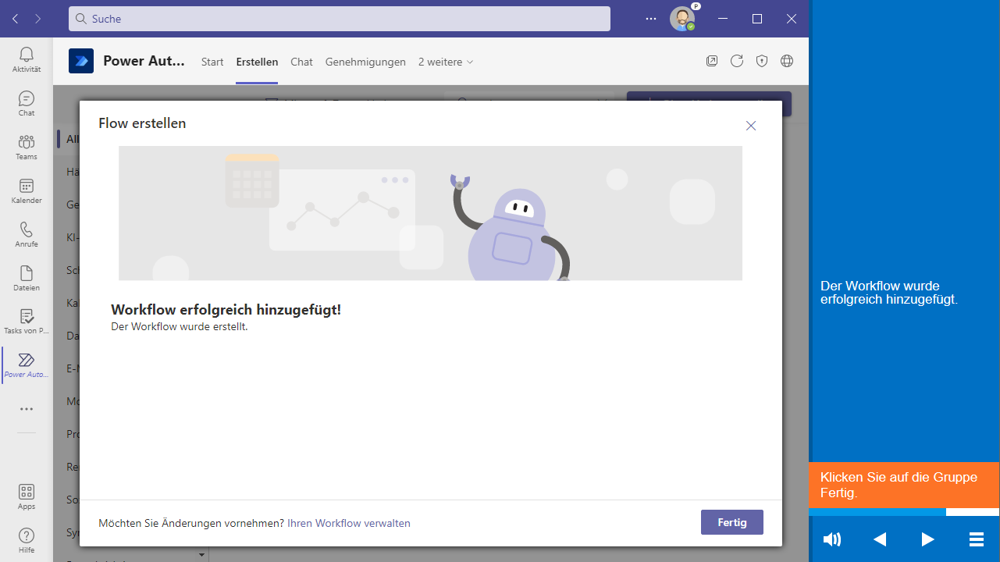 Suche
P
Aktivität
Chat
Teams
Kalender
Anrufe
Dateien
Tasks von P...
Power Auto...
Apps
Hilfe
Power Aut... Start Erstellen Chat Genehmigungen 2 weitere
All
Hä
Ge
KI-
Sch
Ka
Da
E-M
Mo
Pro
Re
So
Syn
Flow erstellen
Workflow erfolgreich hinzugefügt!
Der Workflow wurde erstellt.
Möchten Sie Änderungen vornehmen? Ihren Workflow verwalten
Fertig
Der Workflow wurde
erfolgreich hinzugefügt.
Klicken Sie auf die Gruppe
Fertig.